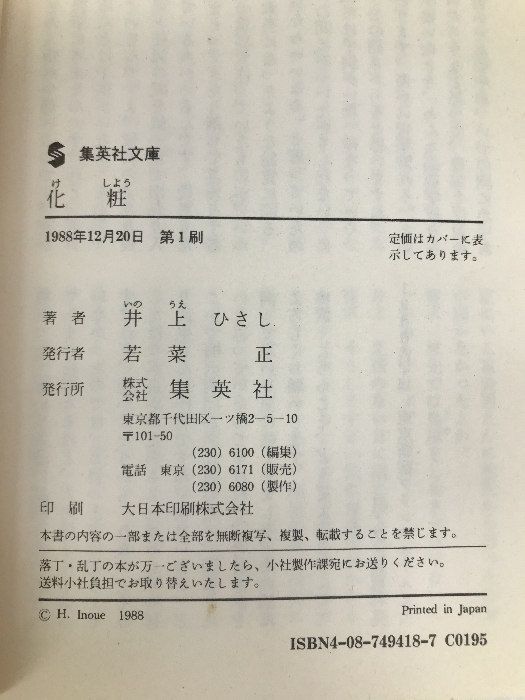 集英社文庫
け しよう
化粧
1988年12月20日 第1刷
定価はカバーに表
示してあります。
いの うえ
著者 井上ひさし
発行者 若菜正
発行所 株式会社 集英社
東京都千代田区一ツ橋2-5-10
〒101-50
(230) 6100 (編集)
電話 東京 (230) 6171 (販売)
(230) 6080 (製作)
印刷 大日本印刷株式会社
本書の内容の一部または全部を無断複写、複製、転載することを禁じます。
落丁・乱丁の本が万一ございましたら、小社製作課宛にお送りください。
送料小社負担でお取り替えいたします。
© H. Inoue 1988
Printed in Japan
ISBN4-08-749418-7 C0195